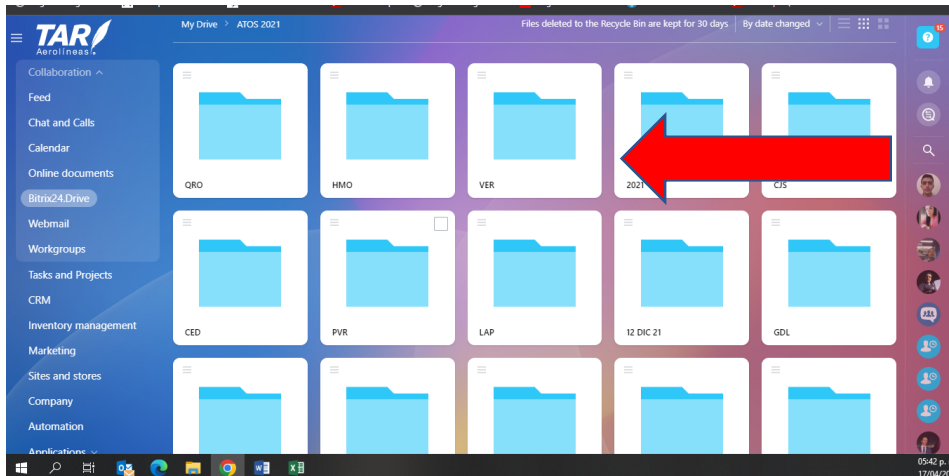 TAR
Aerolíneas
My Drive > ATOS 2021
Files deleted to the Recycle Bin are kept for 30 days
By date changed
15
Collaboration
Feed
Chat and Calls
Calendar
Online documents
Bitrix24.Drive
Webmail
Workgroups
Tasks and Projects
CRM
Inventory management
Marketing
Sites and stores
Company
Automation
Applications
QRO
HMO
VER
2021
CJS
CED
PVR
LAP
12 DIC 21
GDL
05:42 p.
17/04/20